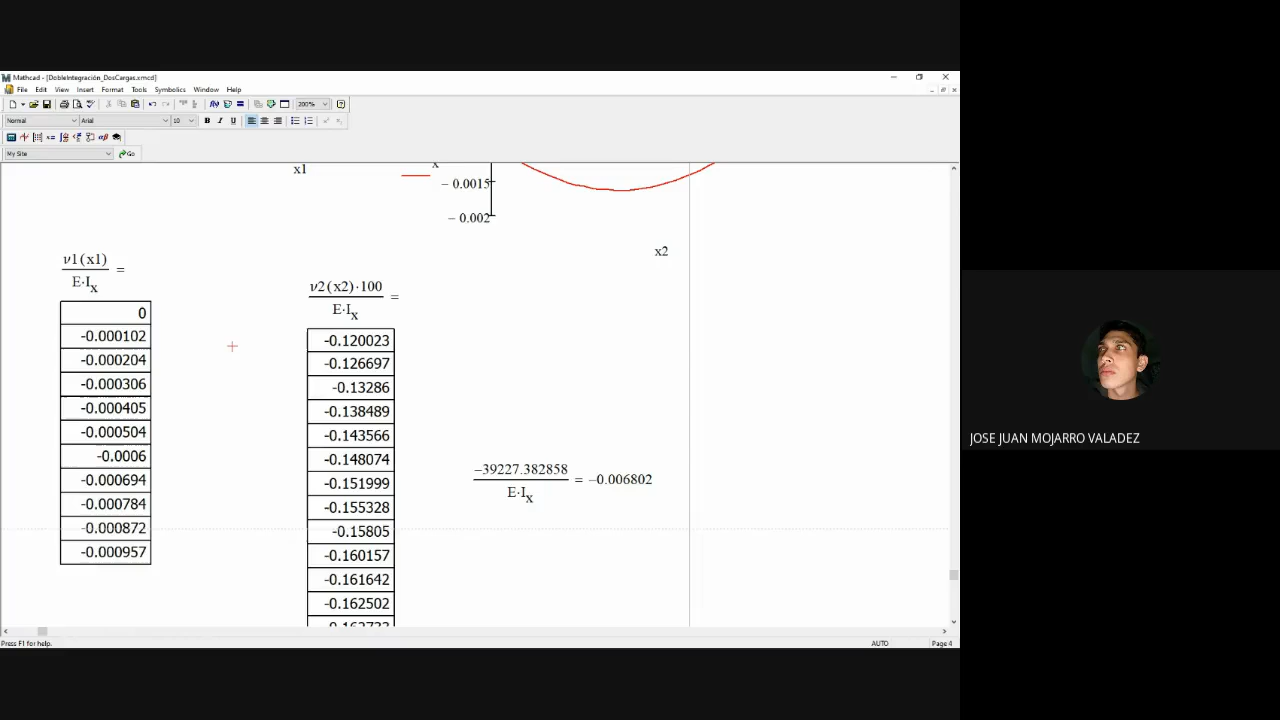 Mathcad - [DobleIntegración_DosCargas.xmcd]
File Edit View Insert Format Tools Symbolics Window Help
200%
Normal Arial 10 B I U
My Site Go
x1
x
− 0.0015
− 0.002
x2
ν1(x1)
E·Ix
=
0
-0.000102
-0.000204
-0.000306
-0.000405
-0.000504
-0.0006
-0.000694
-0.000784
-0.000872
-0.000957
ν2(x2)·100
E·Ix
=
-0.120023
-0.126697
-0.13286
-0.138489
-0.143566
-0.148074
-0.151999
-0.155328
-0.15805
-0.160157
-0.161642
-0.162502
-0.162733
−39227.382858
E·Ix
= −0.006802
JOSE JUAN MOJARRO VALADEZ
Press F1 for help.
AUTO
Page 4